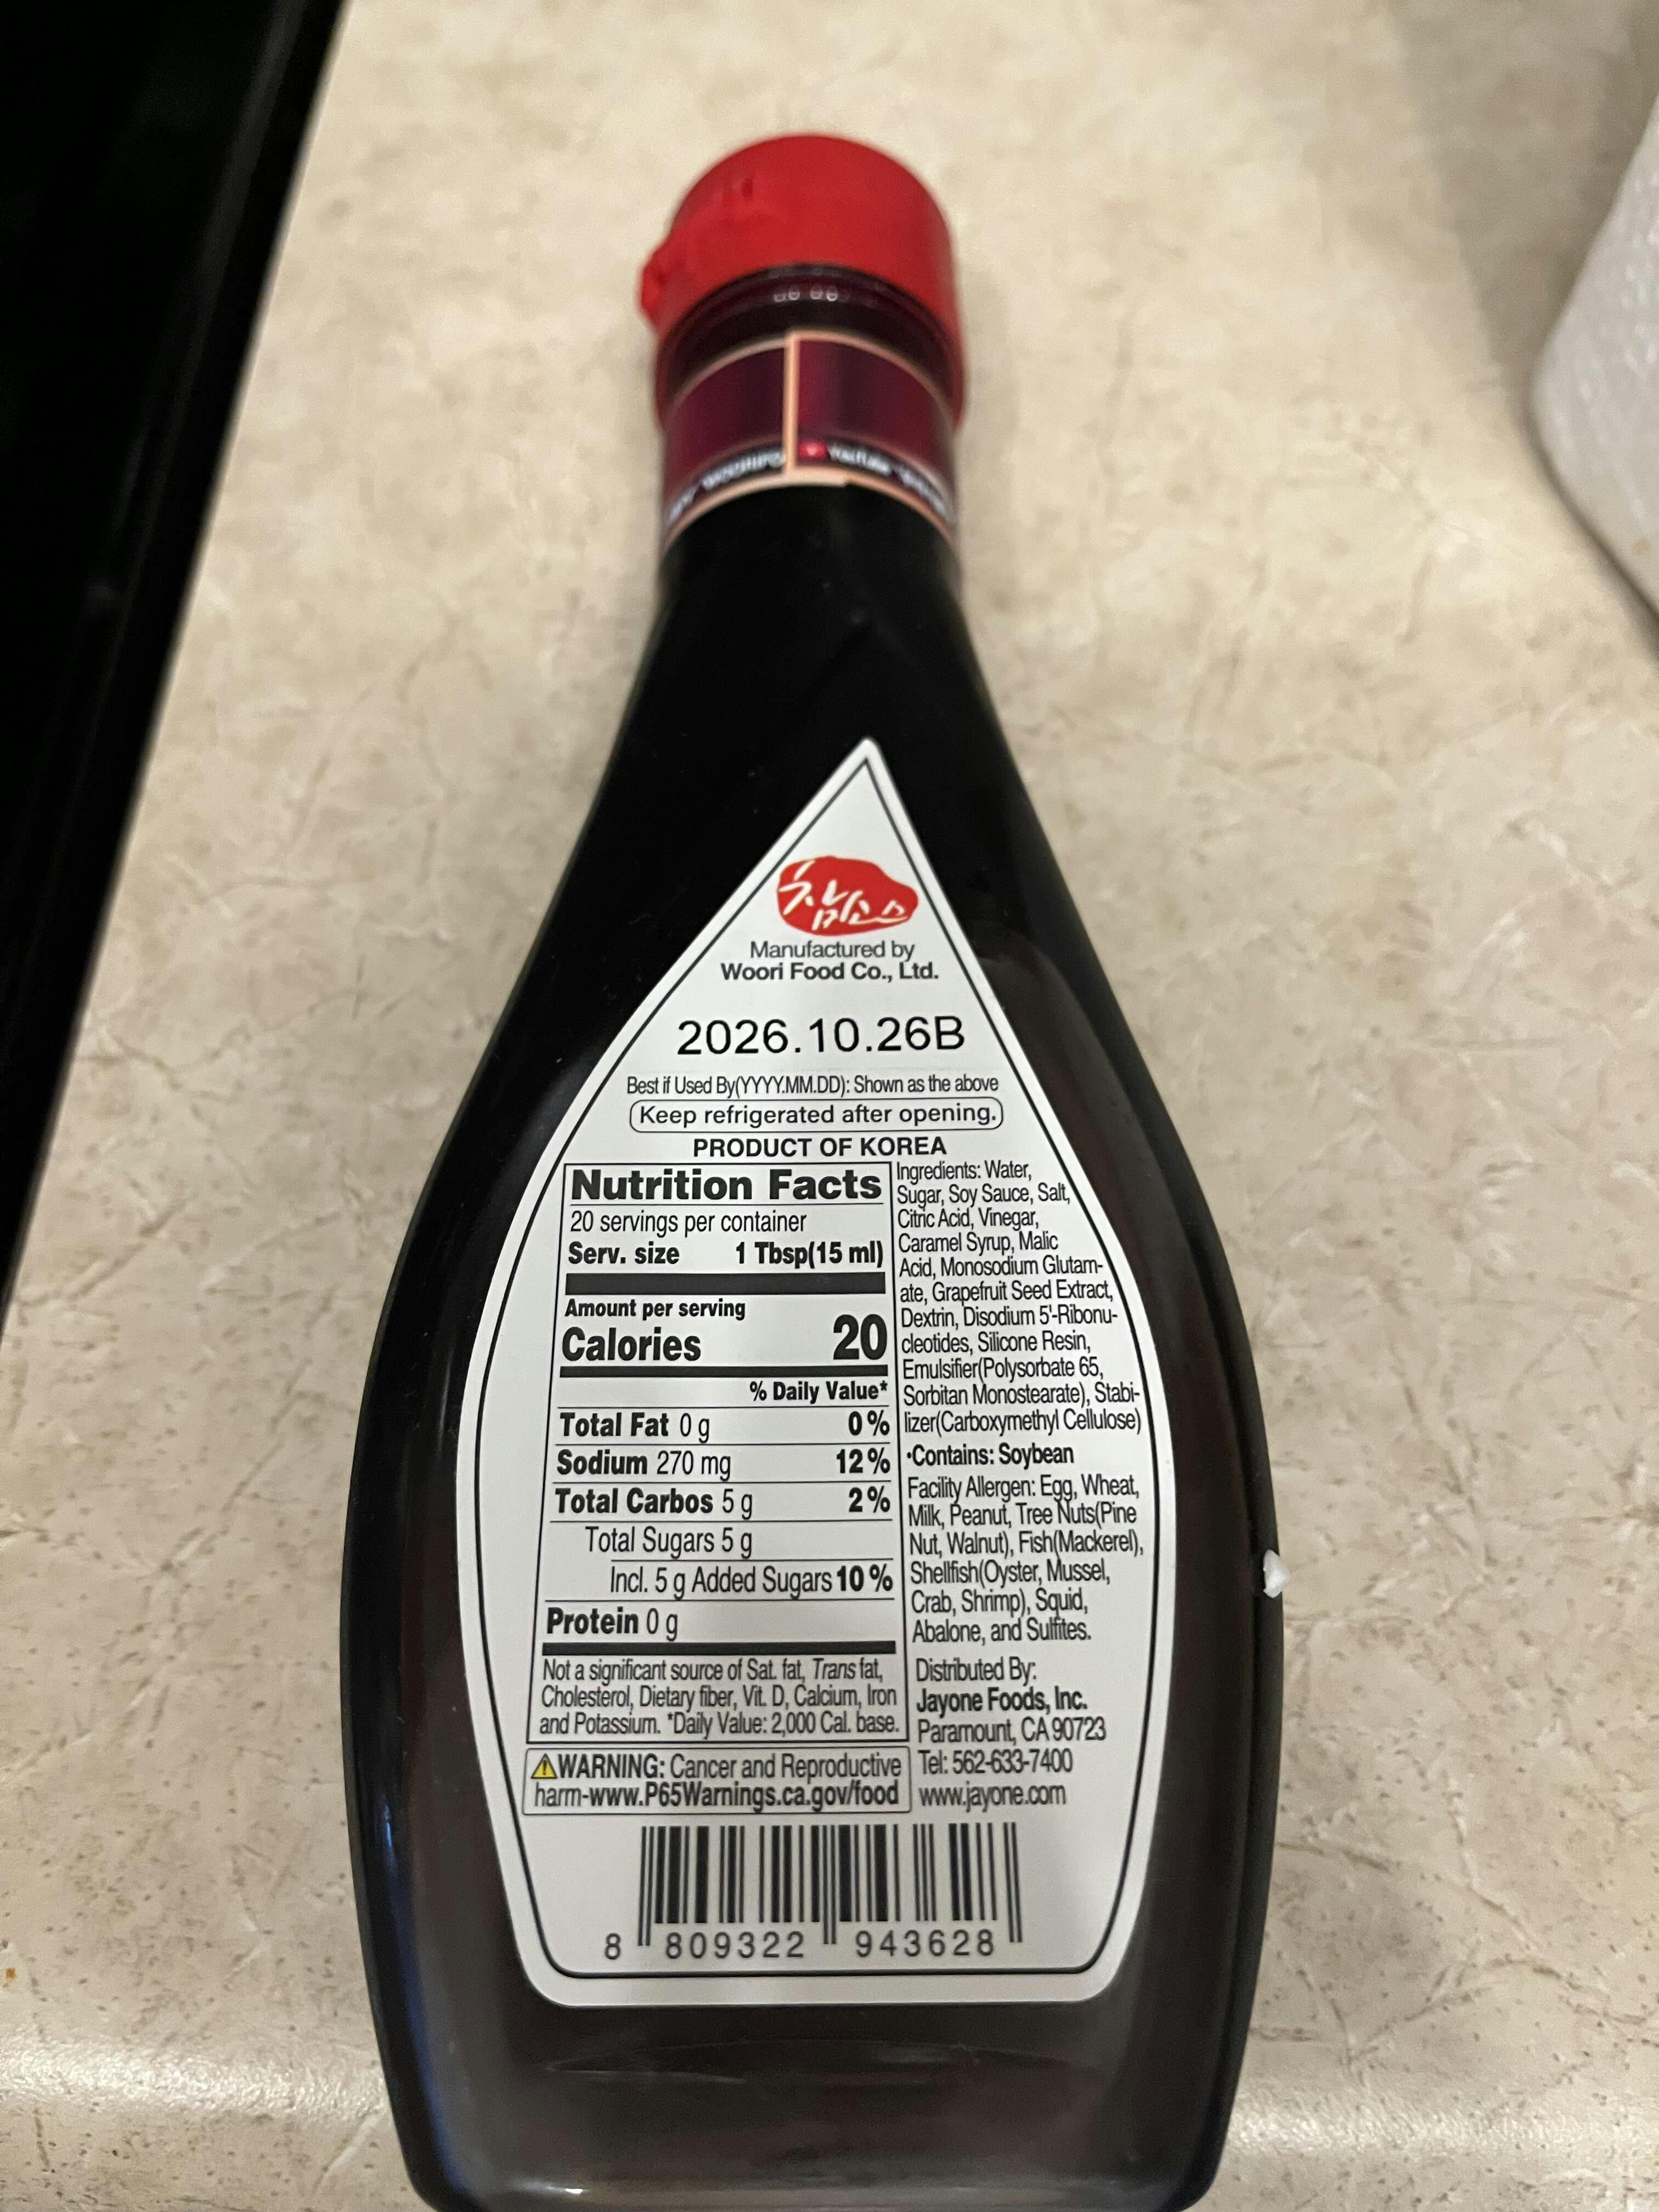 YouTube
참소스
Manufactured by
Woori Food Co., Ltd.
2026.10.26B
Best if Used By(YYYY.MM.DD): Shown as the above
Keep refrigerated after opening.
PRODUCT OF KOREA
Nutrition Facts
20 servings per container
Serv. size 1 Tbsp(15 ml)
Amount per serving
Calories 20
% Daily Value*
Total Fat 0 g 0 %
Sodium 270 mg 12 %
Total Carbos 5 g 2 %
Total Sugars 5 g
Incl. 5 g Added Sugars 10 %
Protein 0 g
Not a significant source of Sat. fat, Trans fat,
Cholesterol, Dietary fiber, Vit. D, Calcium, Iron
and Potassium. *Daily Value: 2,000 Cal. base.
WARNING: Cancer and Reproductive
harm-www.P65Warnings.ca.gov/food
Ingredients: Water,
Sugar, Soy Sauce, Salt,
Citric Acid, Vinegar,
Caramel Syrup, Malic
Acid, Monosodium Glutam-
ate, Grapefruit Seed Extract,
Dextrin, Disodium 5'-Ribonu-
cleotides, Silicone Resin,
Emulsifier(Polysorbate 65,
Sorbitan Monostearate), Stabi-
lizer(Carboxymethyl Cellulose)
•Contains: Soybean
Facility Allergen: Egg, Wheat,
Milk, Peanut, Tree Nuts(Pine
Nut, Walnut), Fish(Mackerel),
Shellfish(Oyster, Mussel,
Crab, Shrimp), Squid,
Abalone, and Sulfites.
Distributed By:
Jayone Foods, Inc.
Paramount, CA 90723
Tel: 562-633-7400
www.jayone.com
8 809322 943628